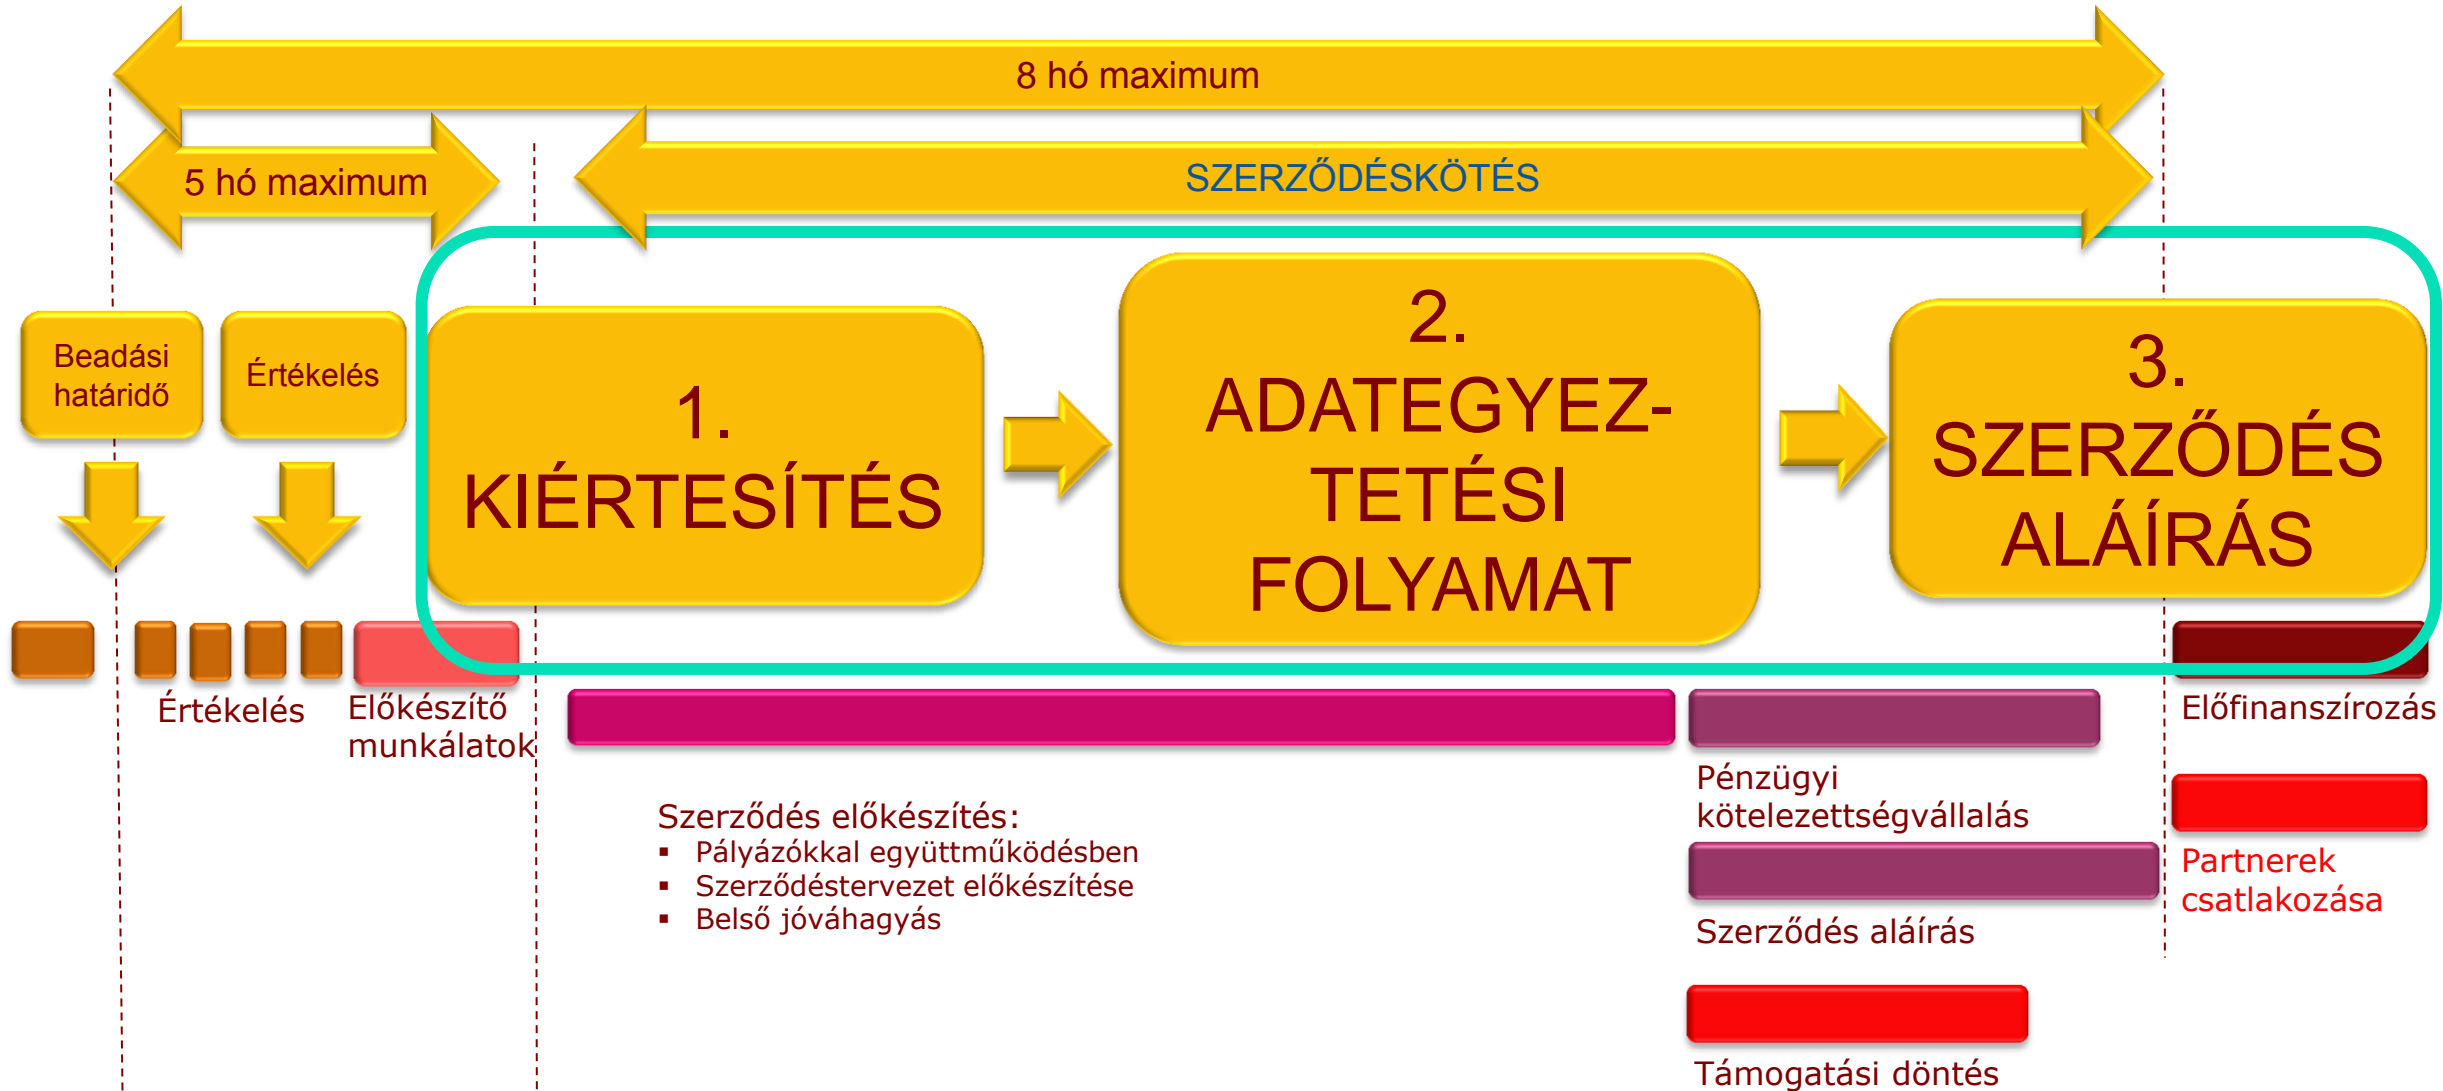 8 hó maximum
5 hó maximum
SZERZŐDÉSKÖTÉS
Beadási
határidő
Értékelés
1.
KIÉRTESÍTÉS
2.
ADATEGYEZ-
TETÉSI
FOLYAMAT
3.
SZERZŐDÉS
ALÁÍRÁS
Értékelés
Előkészítő
munkálatok
Szerződés előkészítés:
▪ Pályázókkal együttműködésben
▪ Szerződéstervezet előkészítése
▪ Belső jóváhagyás
Pénzügyi
kötelezettségvállalás
Szerződés aláírás
Támogatási döntés
Előfinanszírozás
Partnerek
csatlakozása